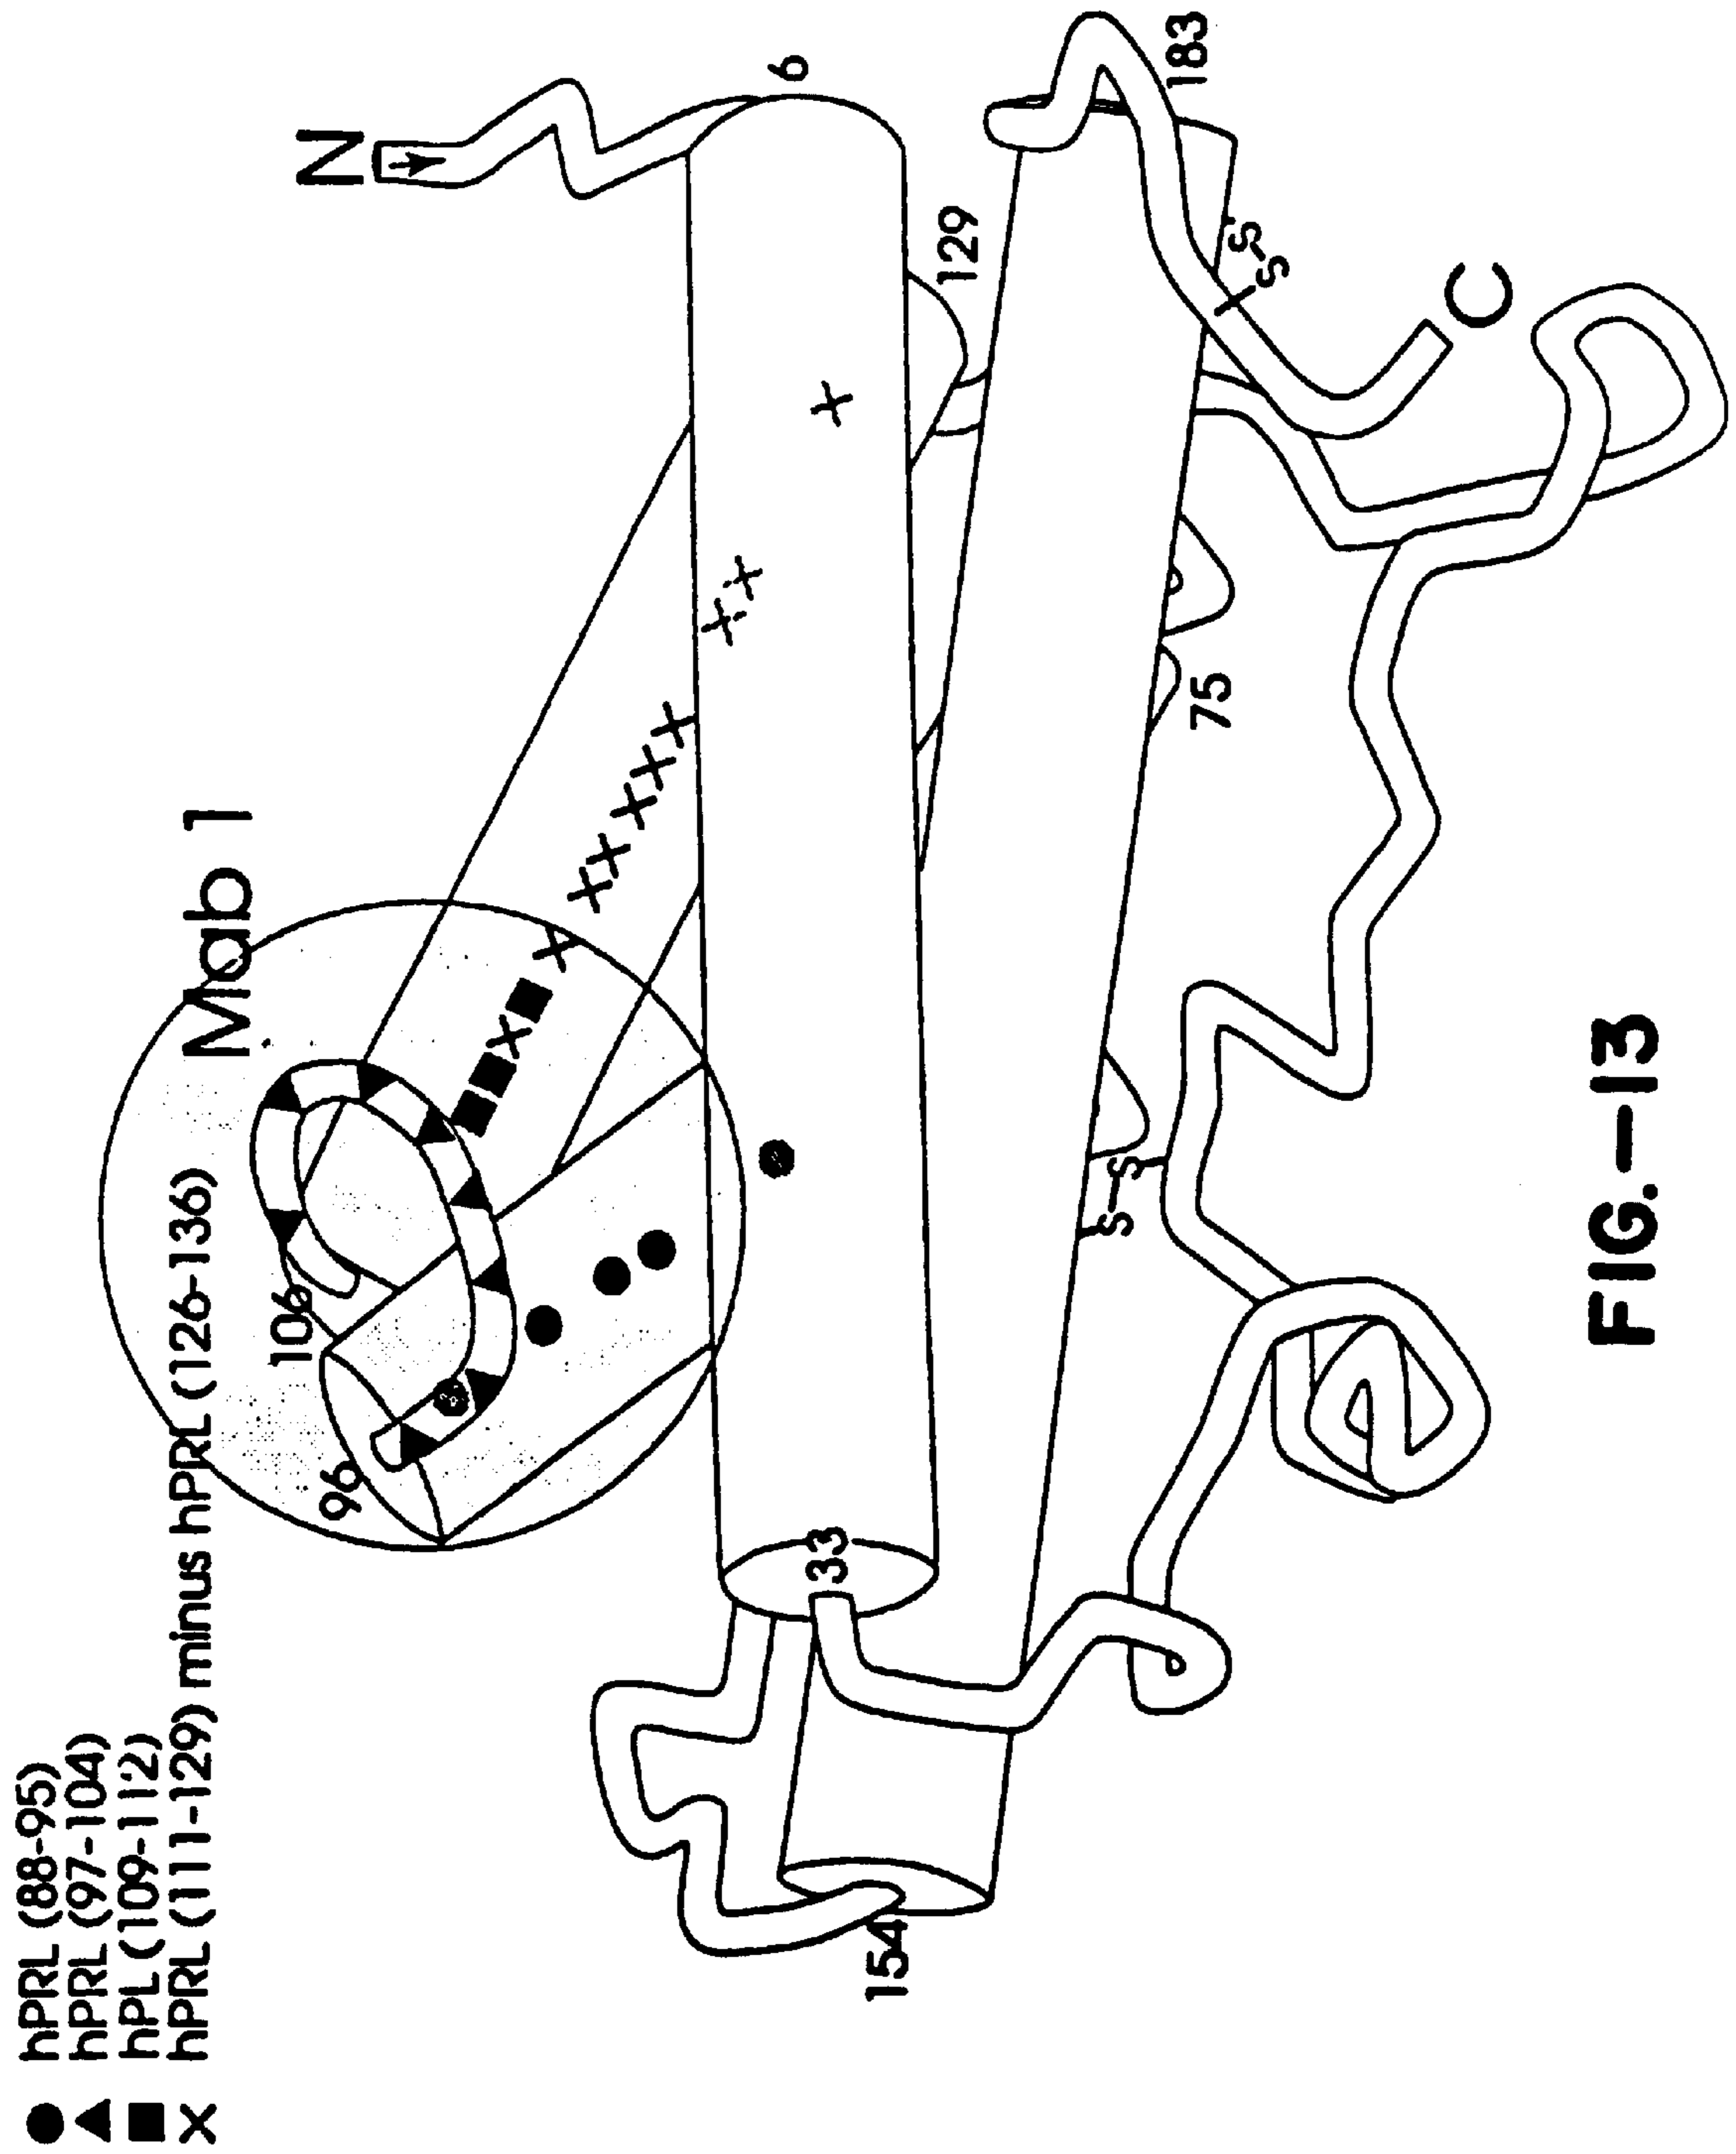 ● hPRL (88-95)
▲ hPRL (97-104)
■ hPL (109-112)
x hPRL (111-129) minus hPRL (126-136)
Mab 1
N
106
96
6
33
129
154
183
S-S
S-S
75
C
FIG.-13